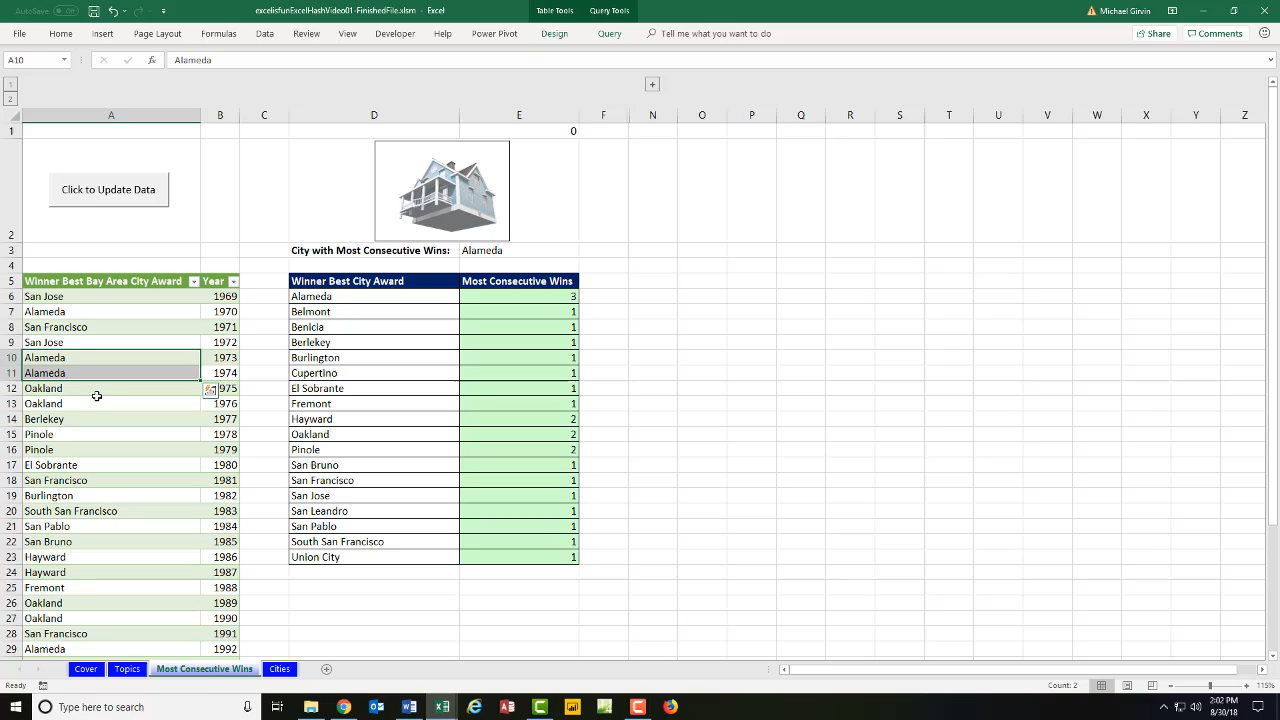 AutoSave Off excelisfunExcelHashVideo01-FinishedFile.xlsm - Excel Table Tools Query Tools Michael Girvin
File Home Insert Page Layout Formulas Data Review View Developer Help Power Pivot Design Query Tell me what you want to do Share Comments
A10 fx Alameda
1
2
A B C D E F N O P Q R S T U V W X Y Z
1 0
Click to Update Data
2
3 City with Most Consecutive Wins: Alameda
4
5 Winner Best Bay Area City Award Year Winner Best City Award Most Consecutive Wins
6 San Jose 1969 Alameda 3
7 Alameda 1970 Belmont 1
8 San Francisco 1971 Benicia 1
9 San Jose 1972 Berlekey 1
10 Alameda 1973 Burlington 1
11 Alameda 1974 Cupertino 1
12 Oakland 975 El Sobrante 1
13 Oakland 1976 Fremont 1
14 Berlekey 1977 Hayward 2
15 Pinole 1978 Oakland 2
16 Pinole 1979 Pinole 2
17 El Sobrante 1980 San Bruno 1
18 San Francisco 1981 San Francisco 1
19 Burlington 1982 San Jose 1
20 South San Francisco 1983 San Leandro 1
21 San Pablo 1984 San Pablo 1
22 San Bruno 1985 South San Francisco 1
23 Hayward 1986 Union City 1
24 Hayward 1987
25 Fremont 1988
26 Oakland 1989
27 Oakland 1990
28 San Francisco 1991
29 Alameda 1992
Cover Topics Most Consecutive Wins Cities
Ready Count: 2 115%
Type here to search 2:02 PM
8/30/18